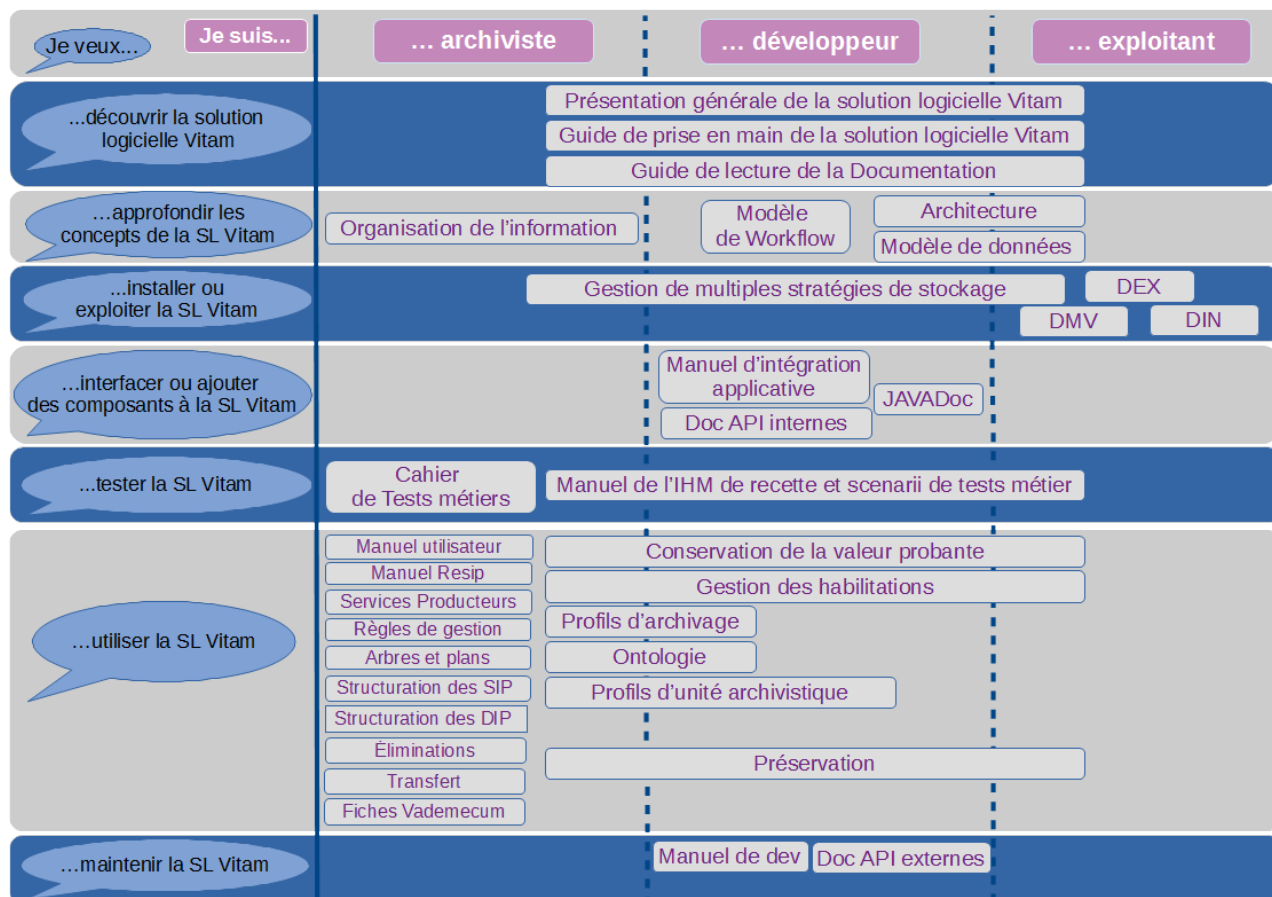 Je veux...
Je suis...
... archiviste
... développeur
... exploitant
...découvrir la solution
logicielle Vitam
Présentation générale de la solution logicielle Vitam
Guide de prise en main de la solution logicielle Vitam
Guide de lecture de la Documentation
...approfondir les
concepts de la SL Vitam
Organisation de l'information
Modèle
de Workflow
Architecture
Modèle de données
...installer ou
exploiter la SL Vitam
Gestion de multiples stratégies de stockage
DEX
DMV
DIN
...interfacer ou ajouter
des composants à la SL Vitam
Manuel d'intégration
applicative
Doc API internes
JAVADoc
...tester la SL Vitam
Cahier
de Tests métiers
Manuel de l'IHM de recette et scenarii de tests métier
...utiliser la SL Vitam
Manuel utilisateur
Manuel Resip
Services Producteurs
Règles de gestion
Arbres et plans
Structuration des SIP
Structuration des DIP
Éliminations
Transfert
Fiches Vademecum
Conservation de la valeur probante
Gestion des habilitations
Profils d'archivage
Ontologie
Profils d'unité archivistique
Préservation
...maintenir la SL Vitam
Manuel de dev
Doc API externes